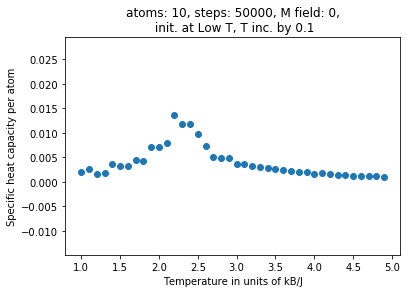 atoms: 10, steps: 50000, M field: 0,
init. at Low T, T inc. by 0.1
Specific heat capacity per atom
0.025
0.020
0.015
0.010
0.005
0.000
−0.005
−0.010
1.0 1.5 2.0 2.5 3.0 3.5 4.0 4.5 5.0
Temperature in units of kB/J